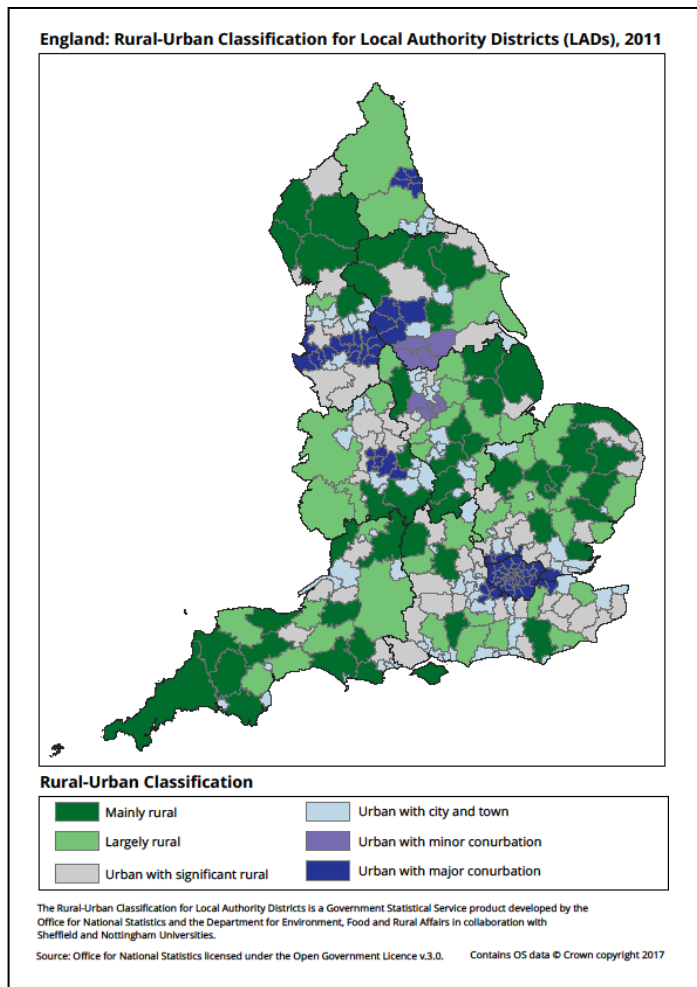 England: Rural-Urban Classification for Local Authority Districts (LADs), 2011
Rural-Urban Classification
Mainly rural
Largely rural
Urban with significant rural
Urban with city and town
Urban with minor conurbation
Urban with major conurbation
The Rural-Urban Classification for Local Authority Districts is a Government Statistical Service product developed by the
Office for National Statistics and the Department for Environment, Food and Rural Affairs in collaboration with
Sheffield and Nottingham Universities.
Source: Office for National Statistics licensed under the Open Government Licence v.3.0.
Contains OS data © Crown copyright 2017